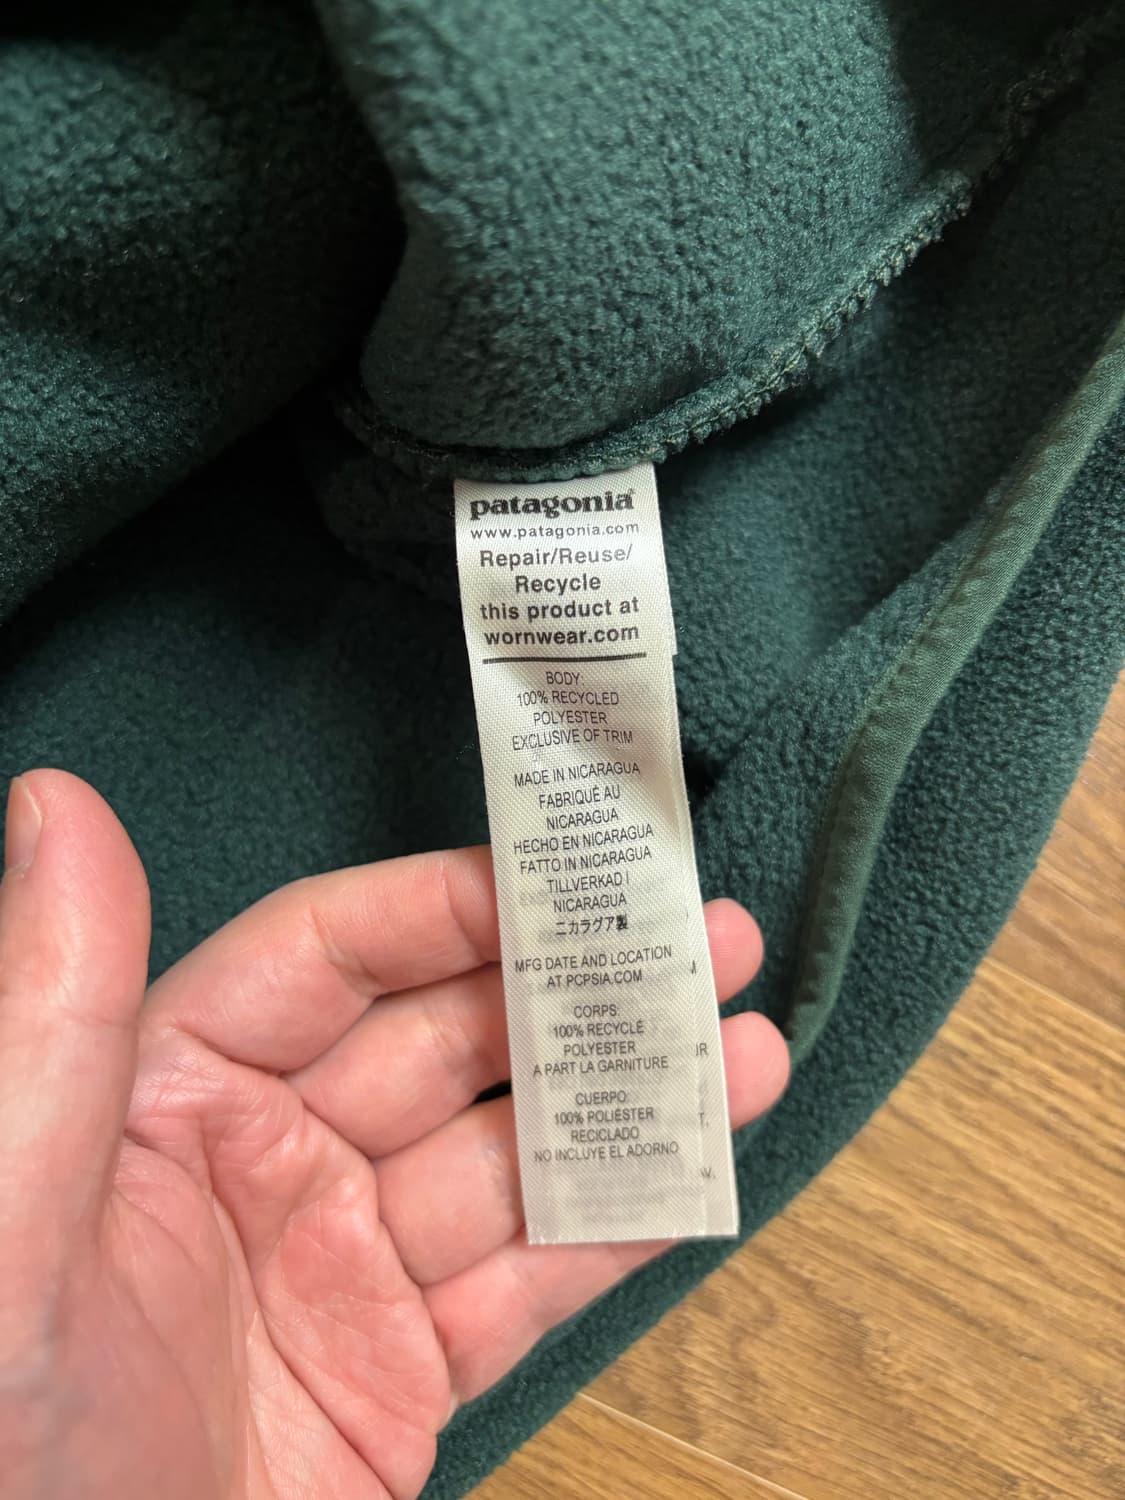 patagonia®
www.patagonia.com
Repair/Reuse/
Recycle
this product at
wornwear.com
BODY:
100% RECYCLED
POLYESTER
EXCLUSIVE OF TRIM
MADE IN NICARAGUA
FABRIQUÉ AU
NICARAGUA
HECHO EN NICARAGUA
FATTO IN NICARAGUA
TILLVERKAD I
NICARAGUA
ニカラグア製
MFG DATE AND LOCATION
AT PCPSIA.COM
CORPS:
100% RECYCLÉ
POLYESTER
A PART LA GARNITURE
CUERPO:
100% POLIÉSTER
RECICLADO
NO INCLUYE EL ADORNO